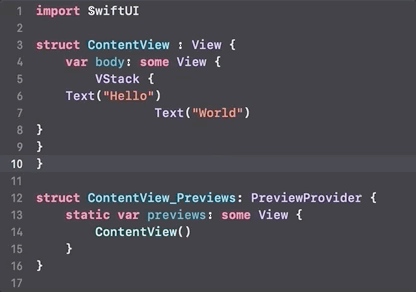 1 import SwiftUI
2
3 struct ContentView : View {
4     var body: some View {
5         VStack {
6     Text("Hello")
7                 Text("World")
8 }
9 }
10 }
11
12 struct ContentView_Previews: PreviewProvider {
13     static var previews: some View {
14         ContentView()
15     }
16 }
17